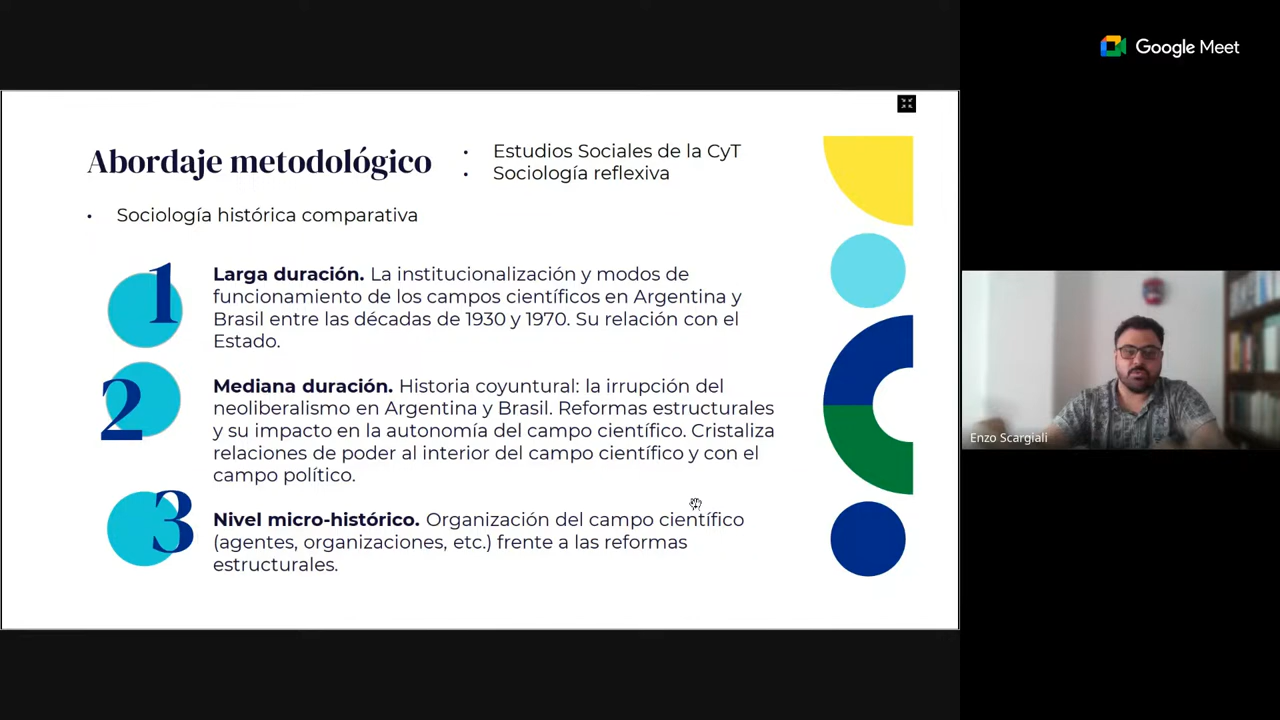 Google Meet
Abordaje metodológico
• Estudios Sociales de la CyT
• Sociología reflexiva
• Sociología histórica comparativa
1
Larga duración. La institucionalización y modos de
funcionamiento de los campos científicos en Argentina y
Brasil entre las décadas de 1930 y 1970. Su relación con el
Estado.
2
Mediana duración. Historia coyuntural: la irrupción del
neoliberalismo en Argentina y Brasil. Reformas estructurales
y su impacto en la autonomía del campo científico. Cristaliza
relaciones de poder al interior del campo científico y con el
campo político.
3
Nivel micro-histórico. Organización del campo científico
(agentes, organizaciones, etc.) frente a las reformas
estructurales.
Enzo Scargiali